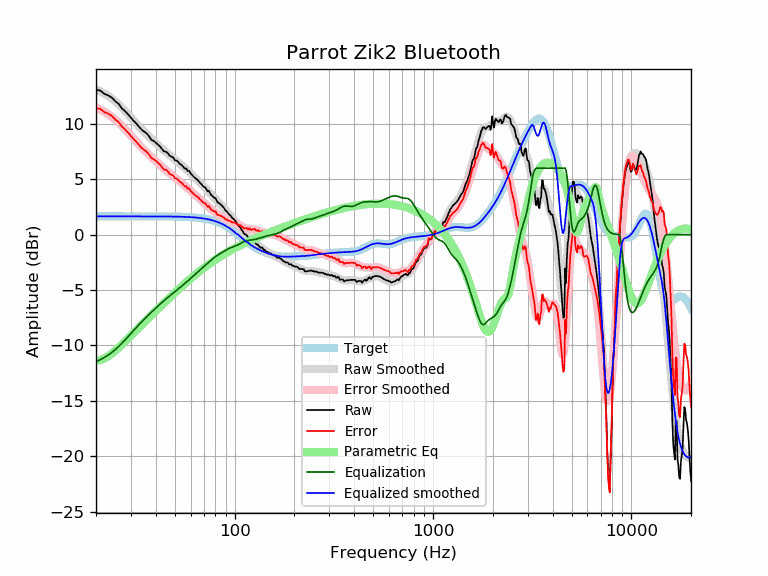 Parrot Zik2 Bluetooth
Amplitude (dBr)
10
5
0
−5
−10
−15
−20
−25
Target
Raw Smoothed
Error Smoothed
Raw
Error
Parametric Eq
Equalization
Equalized smoothed
100
1000
10000
Frequency (Hz)